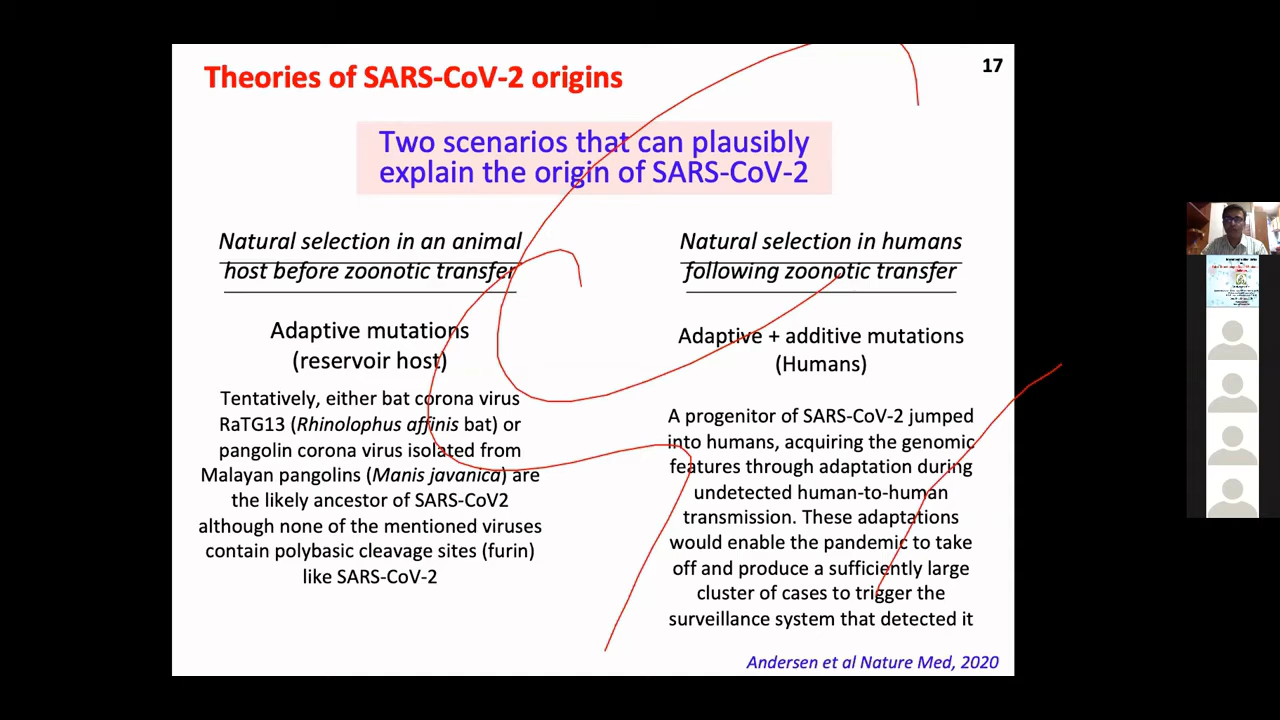 17
Theories of SARS-CoV-2 origins
Two scenarios that can plausibly
explain the origin of SARS-CoV-2
Natural selection in an animal
host before zoonotic transfer
Adaptive mutations
(reservoir host)
Tentatively, either bat corona virus
RaTG13 (Rhinolophus affinis bat) or
pangolin corona virus isolated from
Malayan pangolins (Manis javanica) are
the likely ancestor of SARS-CoV2
although none of the mentioned viruses
contain polybasic cleavage sites (furin)
like SARS-CoV-2
Natural selection in humans
following zoonotic transfer
Adaptive + additive mutations
(Humans)
A progenitor of SARS-CoV-2 jumped
into humans, acquiring the genomic
features through adaptation during
undetected human-to-human
transmission. These adaptations
would enable the pandemic to take
off and produce a sufficiently large
cluster of cases to trigger the
surveillance system that detected it
Andersen et al Nature Med, 2020